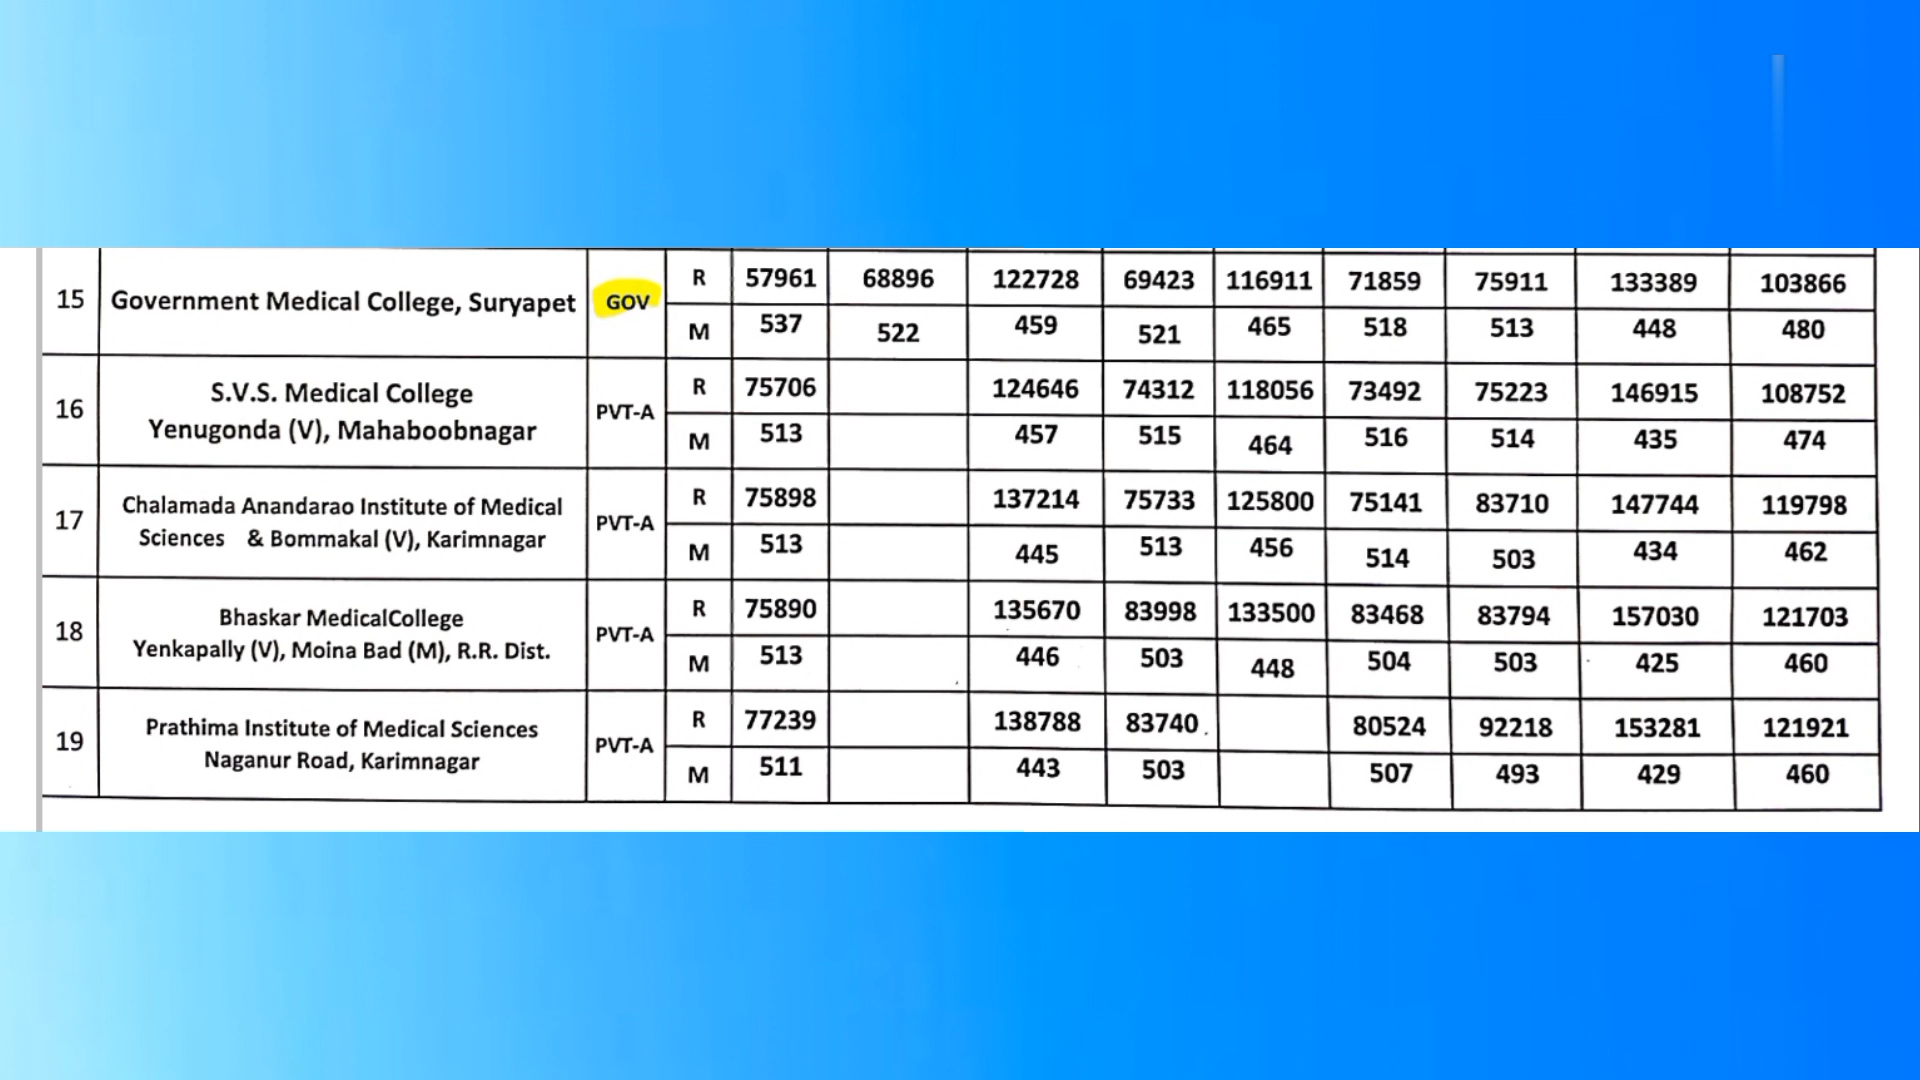 15 Government Medical College, Suryapet GOV R 57961 68896 122728 69423 116911 71859 75911 133389 103866
M 537 522 459 521 465 518 513 448 480
16 S.V.S. Medical College
Yenugonda (V), Mahaboobnagar PVT-A R 75706 124646 74312 118056 73492 75223 146915 108752
M 513 457 515 464 516 514 435 474
17 Chalamada Anandarao Institute of Medical
Sciences & Bommakal (V), Karimnagar PVT-A R 75898 137214 75733 125800 75141 83710 147744 119798
M 513 445 513 456 514 503 434 462
18 Bhaskar MedicalCollege
Yenkapally (V), Moina Bad (M), R.R. Dist. PVT-A R 75890 135670 83998 133500 83468 83794 157030 121703
M 513 446 503 448 504 503 425 460
19 Prathima Institute of Medical Sciences
Naganur Road, Karimnagar PVT-A R 77239 138788 83740 80524 92218 153281 121921
M 511 443 503 507 493 429 460